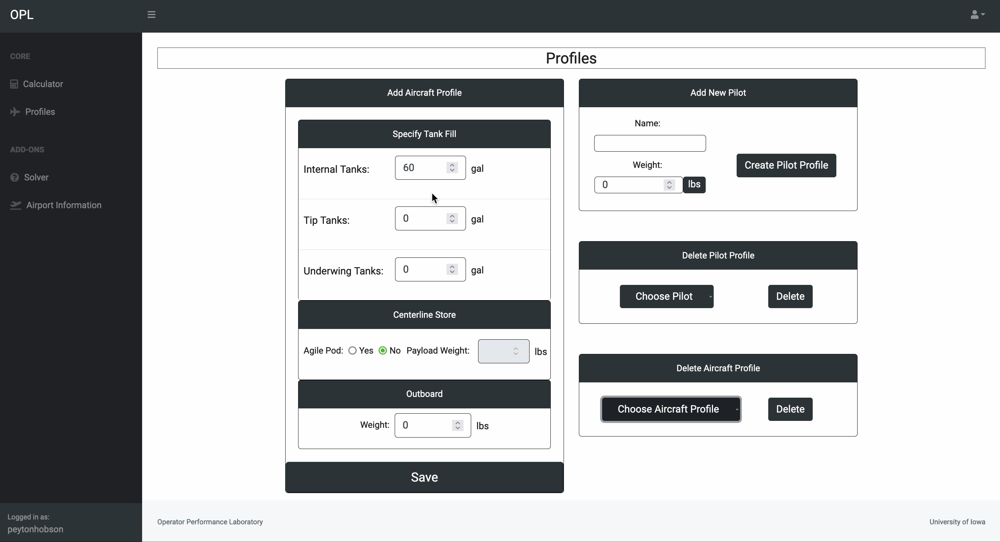 OPL
CORE
Calculator
Profiles
ADD-ONS
Solver
Airport Information
Logged in as:
peytonhobson
Profiles
Add Aircraft Profile
Specify Tank Fill
Internal Tanks: 60 gal
Tip Tanks: 0 gal
Underwing Tanks: 0 gal
Centerline Store
Agile Pod: Yes No Payload Weight: lbs
Outboard
Weight: 0 lbs
Save
Add New Pilot
Name:
Weight:
0 lbs
Create Pilot Profile
Delete Pilot Profile
Choose Pilot Delete
Delete Aircraft Profile
Choose Aircraft Profile Delete
Operator Performance Laboratory
University of Iowa